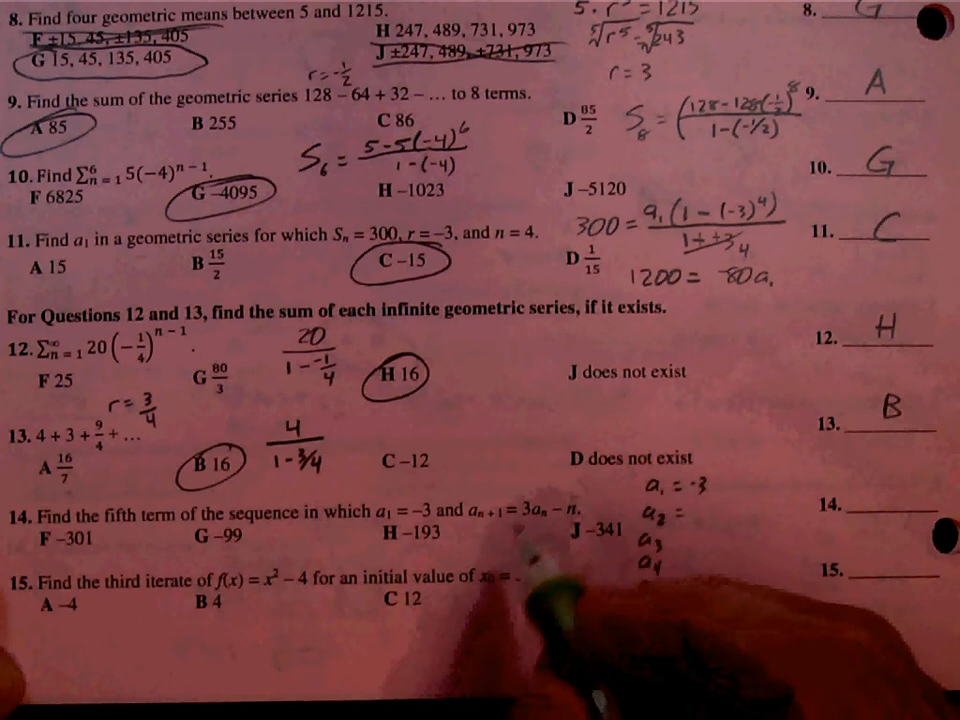 8. Find four geometric means between 5 and 1215.
5 · r⁵ = 1215
8. G
F ±15, 45, ±135, 405
H 247, 489, 731, 973
⁵√r⁵ = ⁵√243
G 15, 45, 135, 405
J ±247, 489, ±731, 973
r = 3
r = -1/2
9. Find the sum of the geometric series 128 – 64 + 32 – … to 8 terms.
9. A
A 85
B 255
C 86
D 85/2
S₈ = (128 - 128(-1/2)⁸ / 1 - (-1/2))
S₆ = 5 - 5(-4)⁶ / 1 - (-4)
10. Find Σ⁶ₙ ₌ ₁ 5(−4)ⁿ ⁻ ¹.
10. G
F 6825
G –4095
H –1023
J –5120
300 = a₁(1 - (-3)⁴) / 1 + +3 4
11. Find a₁ in a geometric series for which Sₙ = 300, r = –3, and n = 4.
11. C
A 15
B 15/2
C –15
D 1/15
1200 = -80a₁
For Questions 12 and 13, find the sum of each infinite geometric series, if it exists.
12. Σ^∞ₙ ₌ ₁ 20(−1/4)ⁿ ⁻ ¹.
20 / 1 - -1/4
12. H
F 25
G 80/3
H 16
J does not exist
r = 3/4
13. 4 + 3 + 9/4 + …
4 / 1 - 3/4
13. B
A 16/7
B 16
C –12
D does not exist
a₁ = -3
14. Find the fifth term of the sequence in which a₁ = –3 and aₙ ₊ ₁ = 3aₙ – n.
a₂ =
14.
F –301
G –99
H –193
J –341
a₃
a₄
15. Find the third iterate of f(x) = x² – 4 for an initial value of x₀ =
15.
A –4
B 4
C 12